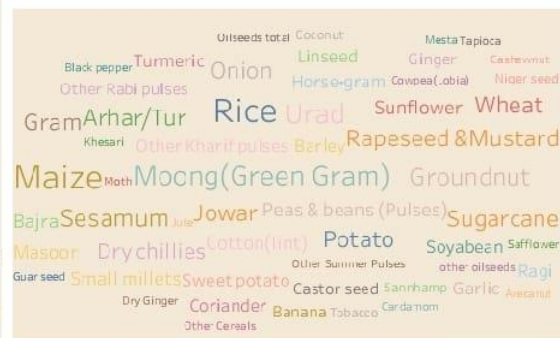 Oilseeds total Coconut
Mesta Tapioca
Black pepper Turmeric Onion Linseed Ginger Cashewnut
Other Rabi pulses Horse-gram Cowpea(Lobia) Niger seed
Gram Arhar/Tur Rice Urad Sunflower Wheat
Khesari Other Kharif pulses Barley Rapeseed &Mustard
Maize Moth Moong(Green Gram) Groundnut
Bajra Sesamum Jute Jowar Peas & beans (Pulses) Sugarcane
Masoor Dry chillies Cotton(lint) Potato Soyabean Safflower
Other Summer Pulses other oilseeds Ragi
Guar seed Small millets Sweet potato Castor seed Sannhamp Garlic Arecanut
Dry Ginger Coriander Banana Tobacco Cardamom
Other Cereals